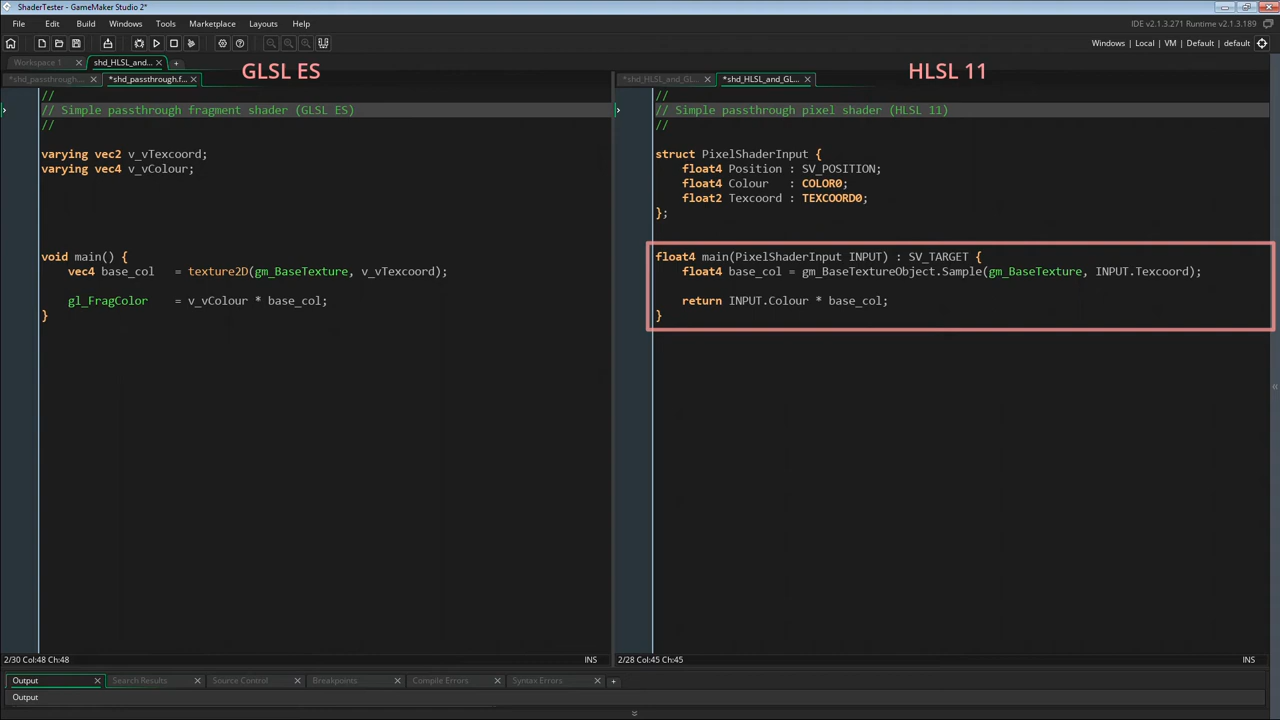 ShaderTester - GameMaker Studio 2*
File Edit Build Windows Tools Marketplace Layouts Help
IDE v2.1.3.271 Runtime v2.1.3.189
Windows | Local | VM | Default | default
Workspace 1
shd_HLSL_and...
GLSL ES
HLSL 11
*shd_passthrough....
*shd_passthrough.f...
// 
// Simple passthrough fragment shader (GLSL ES)
//
varying vec2 v_vTexcoord;
varying vec4 v_vColour;
void main() {
vec4 base_col = texture2D(gm_BaseTexture, v_vTexcoord);
gl_FragColor = v_vColour * base_col;
}
2/30 Col:48 Ch:48
INS
*shd_HLSL_and_GL...
*shd_HLSL_and_GL...
//
// Simple passthrough pixel shader (HLSL 11)
//
struct PixelShaderInput {
float4 Position : SV_POSITION;
float4 Colour : COLOR0;
float2 Texcoord : TEXCOORD0;
};
float4 main(PixelShaderInput INPUT) : SV_TARGET {
float4 base_col = gm_BaseTextureObject.Sample(gm_BaseTexture, INPUT.Texcoord);
return INPUT.Colour * base_col;
}
2/28 Col:45 Ch:45
INS
Output
Search Results
Source Control
Breakpoints
Compile Errors
Syntax Errors
Output